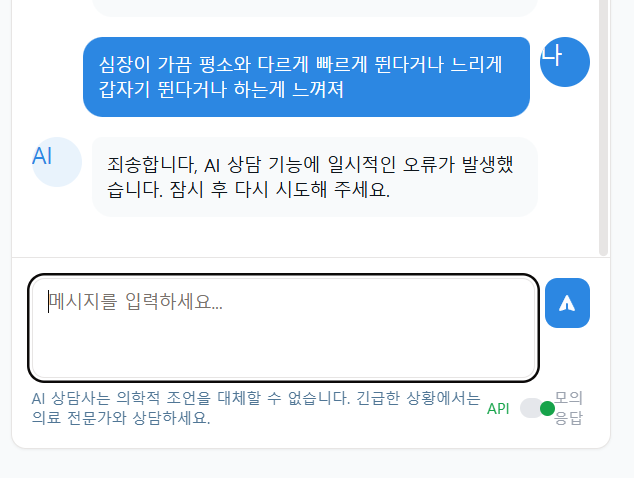 심장이 가끔 평소와 다르게 빠르게 뛴다거나 느리게
갑자기 뛴다거나 하는게 느껴져
나
AI
죄송합니다, AI 상담 기능에 일시적인 오류가 발생했
습니다. 잠시 후 다시 시도해 주세요.
메시지를 입력하세요...
AI 상담사는 의학적 조언을 대체할 수 없습니다. 긴급한 상황에서는
의료 전문가와 상담하세요.
API
모의
응답